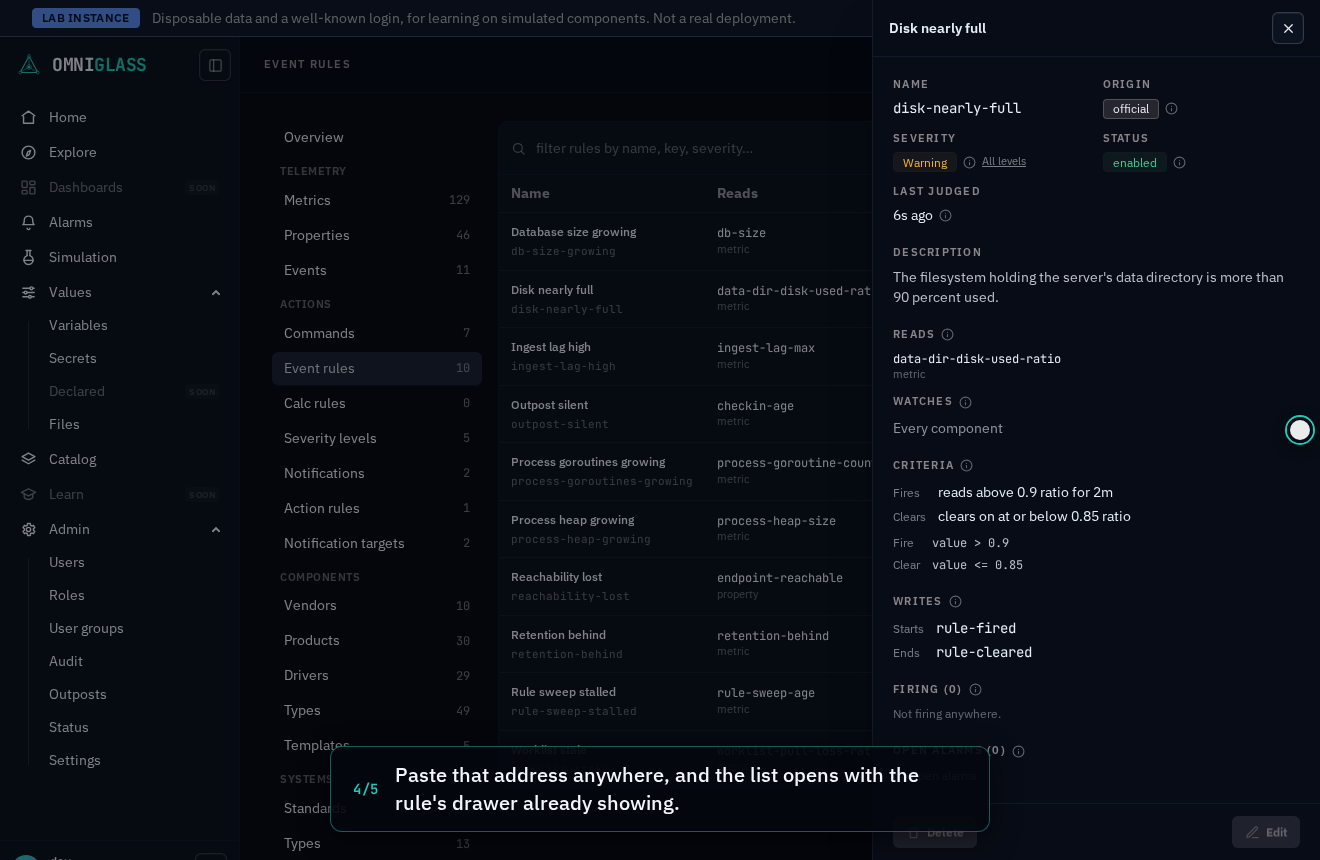 LAB INSTANCE Disposable data and a well-known login, for learning on simulated components. Not a real deployment.
OMNIGLASS
Home
Explore
Dashboards SOON
Alarms
Simulation
Values
Variables
Secrets
Declared SOON
Files
Catalog
Learn SOON
Admin
Users
Roles
User groups
Audit
Outposts
Status
Settings
EVENT RULES
Overview
TELEMETRY
Metrics 129
Properties 46
Events 11
ACTIONS
Commands 7
Event rules 10
Calc rules 0
Severity levels 5
Notifications 2
Action rules 1
Notification targets 2
COMPONENTS
Vendors 10
Products 30
Drivers 29
Types 49
Templates 5
SYSTEMS
Standards
Types 13
filter rules by name, key, severity...
Name Reads
Database size growing db-size
db-size-growing metric
Disk nearly full data-dir-disk-used-rat
disk-nearly-full metric
Ingest lag high ingest-lag-max
ingest-lag-high metric
Outpost silent checkin-age
outpost-silent metric
Process goroutines growing process-goroutine-coun
process-goroutines-growing metric
Process heap growing process-heap-size
process-heap-growing metric
Reachability lost endpoint-reachable
reachability-lost property
Retention behind retention-behind
retention-behind metric
Rule sweep stalled rule-sweep-age
rule-sweep-stalled metric
Disk nearly full
NAME ORIGIN
disk-nearly-full official
SEVERITY STATUS
Warning All levels enabled
LAST JUDGED
6s ago
DESCRIPTION
The filesystem holding the server's data directory is more than
90 percent used.
READS
data-dir-disk-used-ratio
metric
WATCHES
Every component
CRITERIA
Fires reads above 0.9 ratio for 2m
Clears clears on at or below 0.85 ratio
Fire value > 0.9
Clear value <= 0.85
WRITES
Starts rule-fired
Ends rule-cleared
FIRING (0)
Not firing anywhere.
OPEN ALARMS (0)
4/5 Paste that address anywhere, and the list opens with the
rule's drawer already showing.
Delete Edit